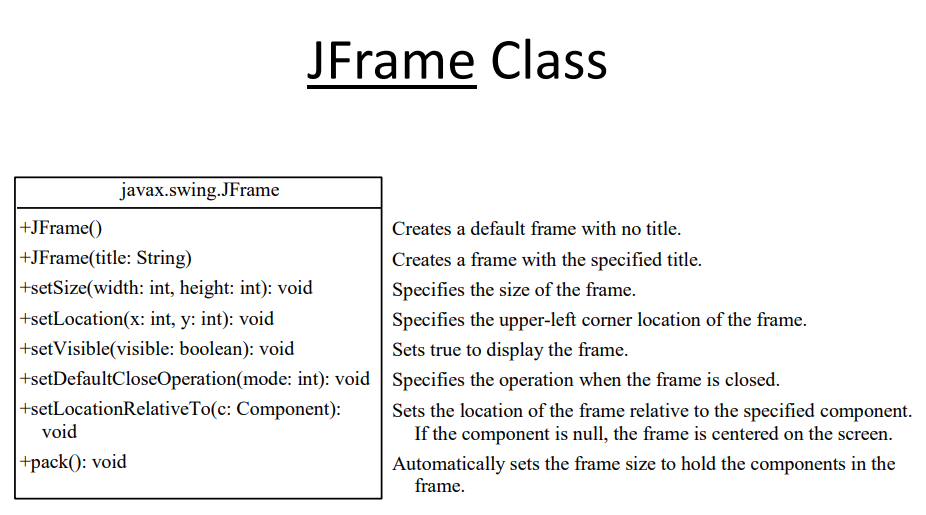 JFrame Class
javax.swing.JFrame
+JFrame()
Creates a default frame with no title.
+JFrame(title: String)
Creates a frame with the specified title.
+setSize(width: int, height: int): void
Specifies the size of the frame.
+setLocation(x: int, y: int): void
Specifies the upper-left corner location of the frame.
+setVisible(visible: boolean): void
Sets true to display the frame.
+setDefaultCloseOperation(mode: int): void
Specifies the operation when the frame is closed.
+setLocationRelativeTo(c: Component):
void
Sets the location of the frame relative to the specified component.
If the component is null, the frame is centered on the screen.
+pack(): void
Automatically sets the frame size to hold the components in the
frame.